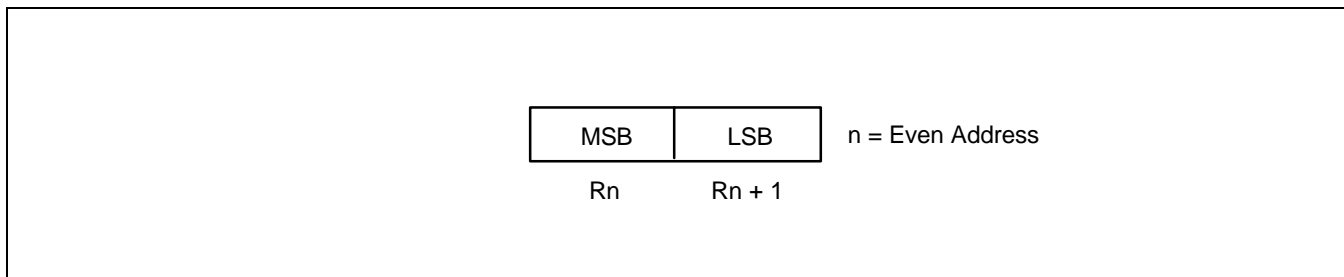 MSB LSB n = Even Address
Rn Rn + 1